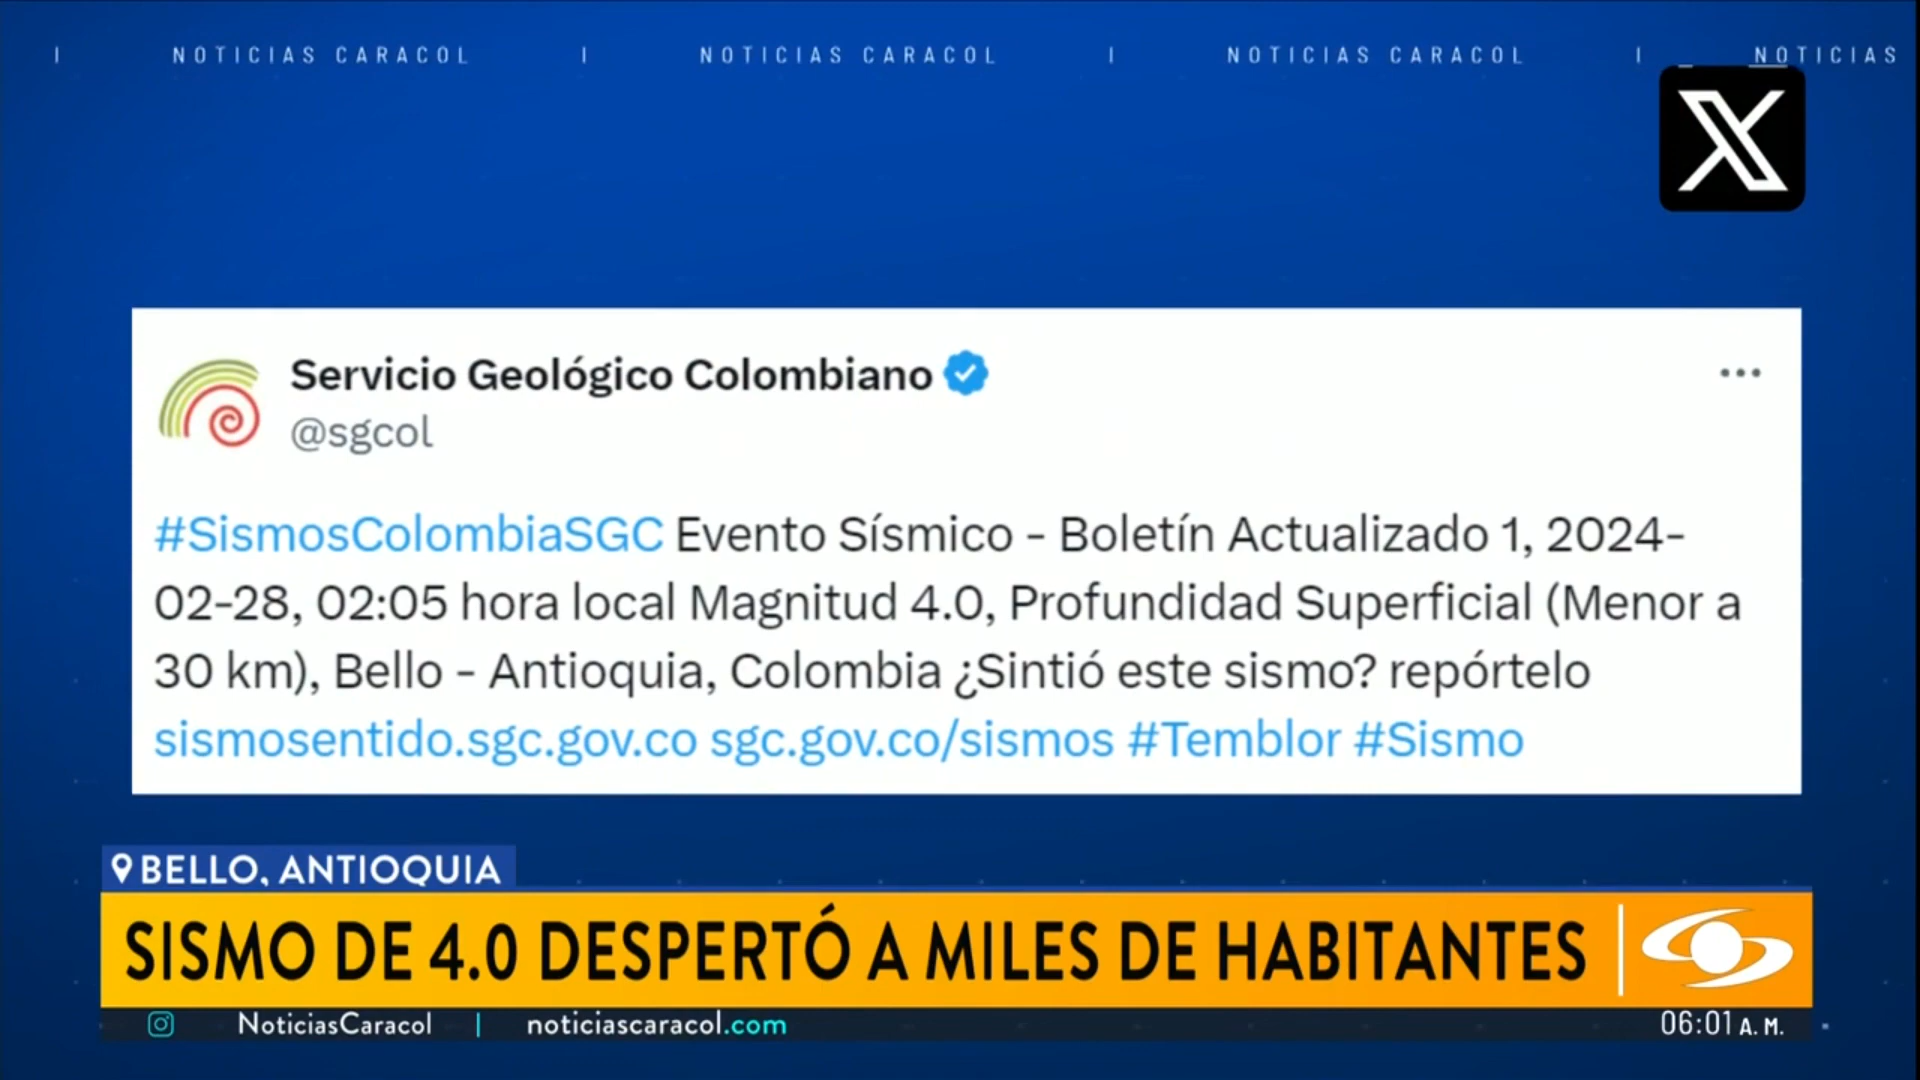 NOTICIAS CARACOL | NOTICIAS CARACOL | NOTICIAS CARACOL | NOTICIAS
Servicio Geológico Colombiano
@sgcol
#SismosColombiaSGC Evento Sísmico - Boletín Actualizado 1, 2024-
02-28, 02:05 hora local Magnitud 4.0, Profundidad Superficial (Menor a
30 km), Bello - Antioquia, Colombia ¿Sintió este sismo? repórtelo
sismosentido.sgc.gov.co sgc.gov.co/sismos #Temblor #Sismo
BELLO, ANTIOQUIA
SISMO DE 4.0 DESPERTÓ A MILES DE HABITANTES
NoticiasCaracol | noticiascaracol.com 06:01 A. M.